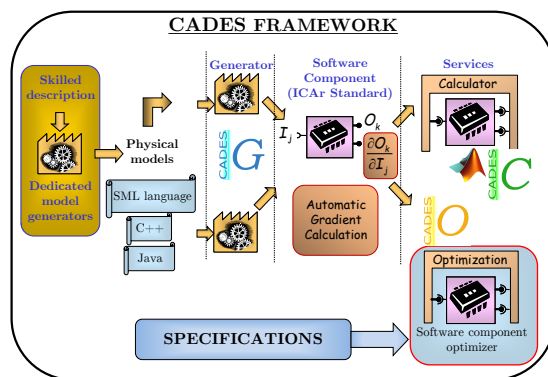 CADES FRAMEWORK
Skilled
description
Dedicated
model
generators
Physical
models
SML language
C++
Java
Generator
CADES G
Software
Component
(ICAr Standard)
I_j
O_k
∂O_k
∂I_j
Automatic
Gradient
Calculation
Services
Calculator
CADES C
CADES O
Optimization
Software component
optimizer
SPECIFICATIONS